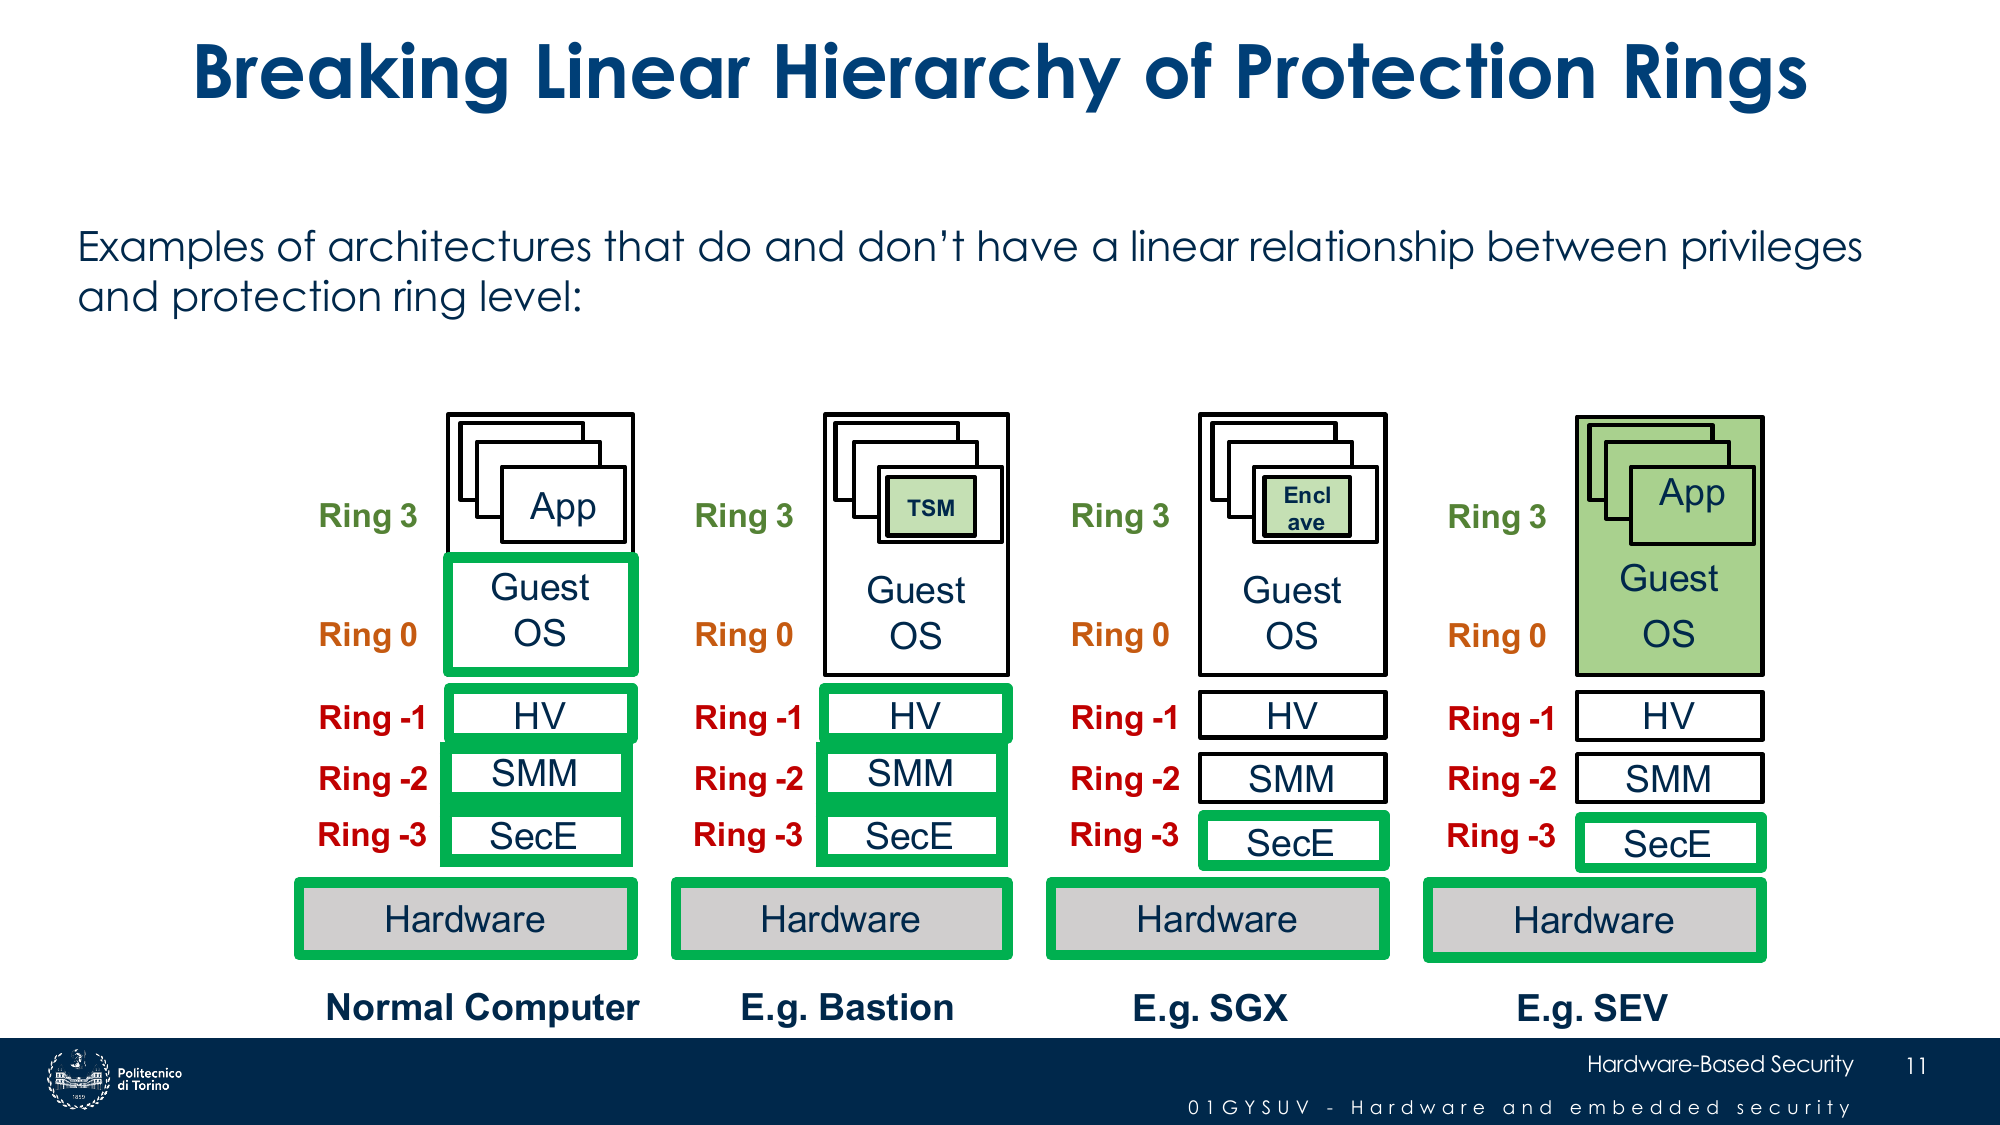 Breaking Linear Hierarchy of Protection Rings
Examples of architectures that do and don’t have a linear relationship between privileges
and protection ring level:
Ring 3
App
Guest
OS
Ring 0
Ring -1
HV
Ring -2
SMM
Ring -3
SecE
Hardware
Normal Computer
Ring 3
TSM
Guest
OS
Ring 0
Ring -1
HV
Ring -2
SMM
Ring -3
SecE
Hardware
E.g. Bastion
Ring 3
Encl
ave
Guest
OS
Ring 0
Ring -1
HV
Ring -2
SMM
Ring -3
SecE
Hardware
E.g. SGX
Ring 3
App
Guest
OS
Ring 0
Ring -1
HV
Ring -2
SMM
Ring -3
SecE
Hardware
E.g. SEV
Politecnico
di Torino
1859
Hardware-Based Security
11
01GYSUV - Hardware and embedded security